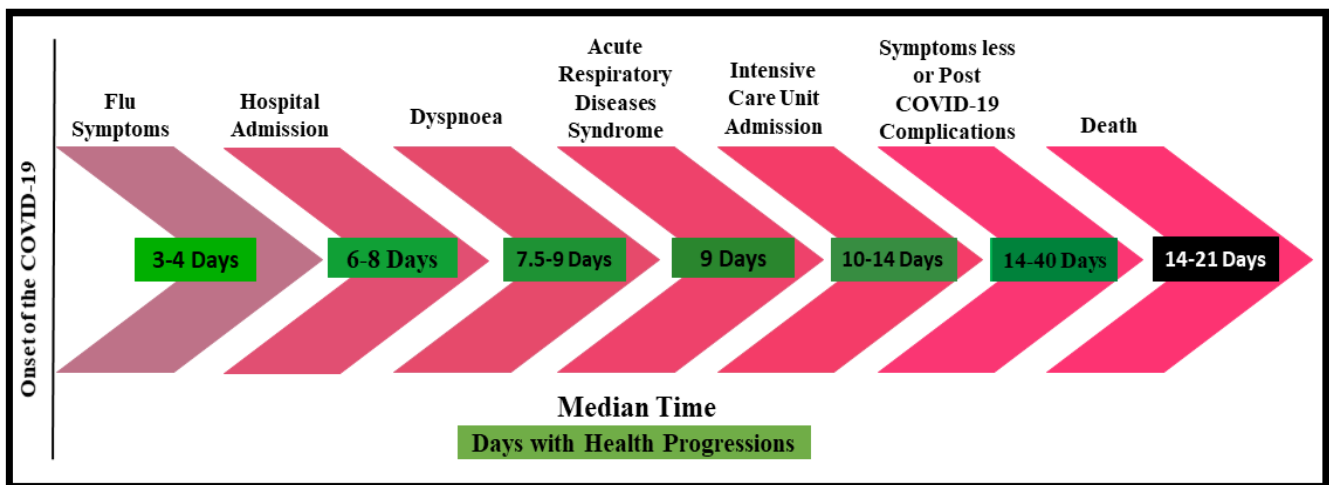 Onset of the COVID-19
Flu
Symptoms
Hospital
Admission
Dyspnoea
Acute
Respiratory
Diseases
Syndrome
Intensive
Care Unit
Admission
Symptoms less
or Post
COVID-19
Complications
Death
3-4 Days
6-8 Days
7.5-9 Days
9 Days
10-14 Days
14-40 Days
14-21 Days
Median Time
Days with Health Progressions